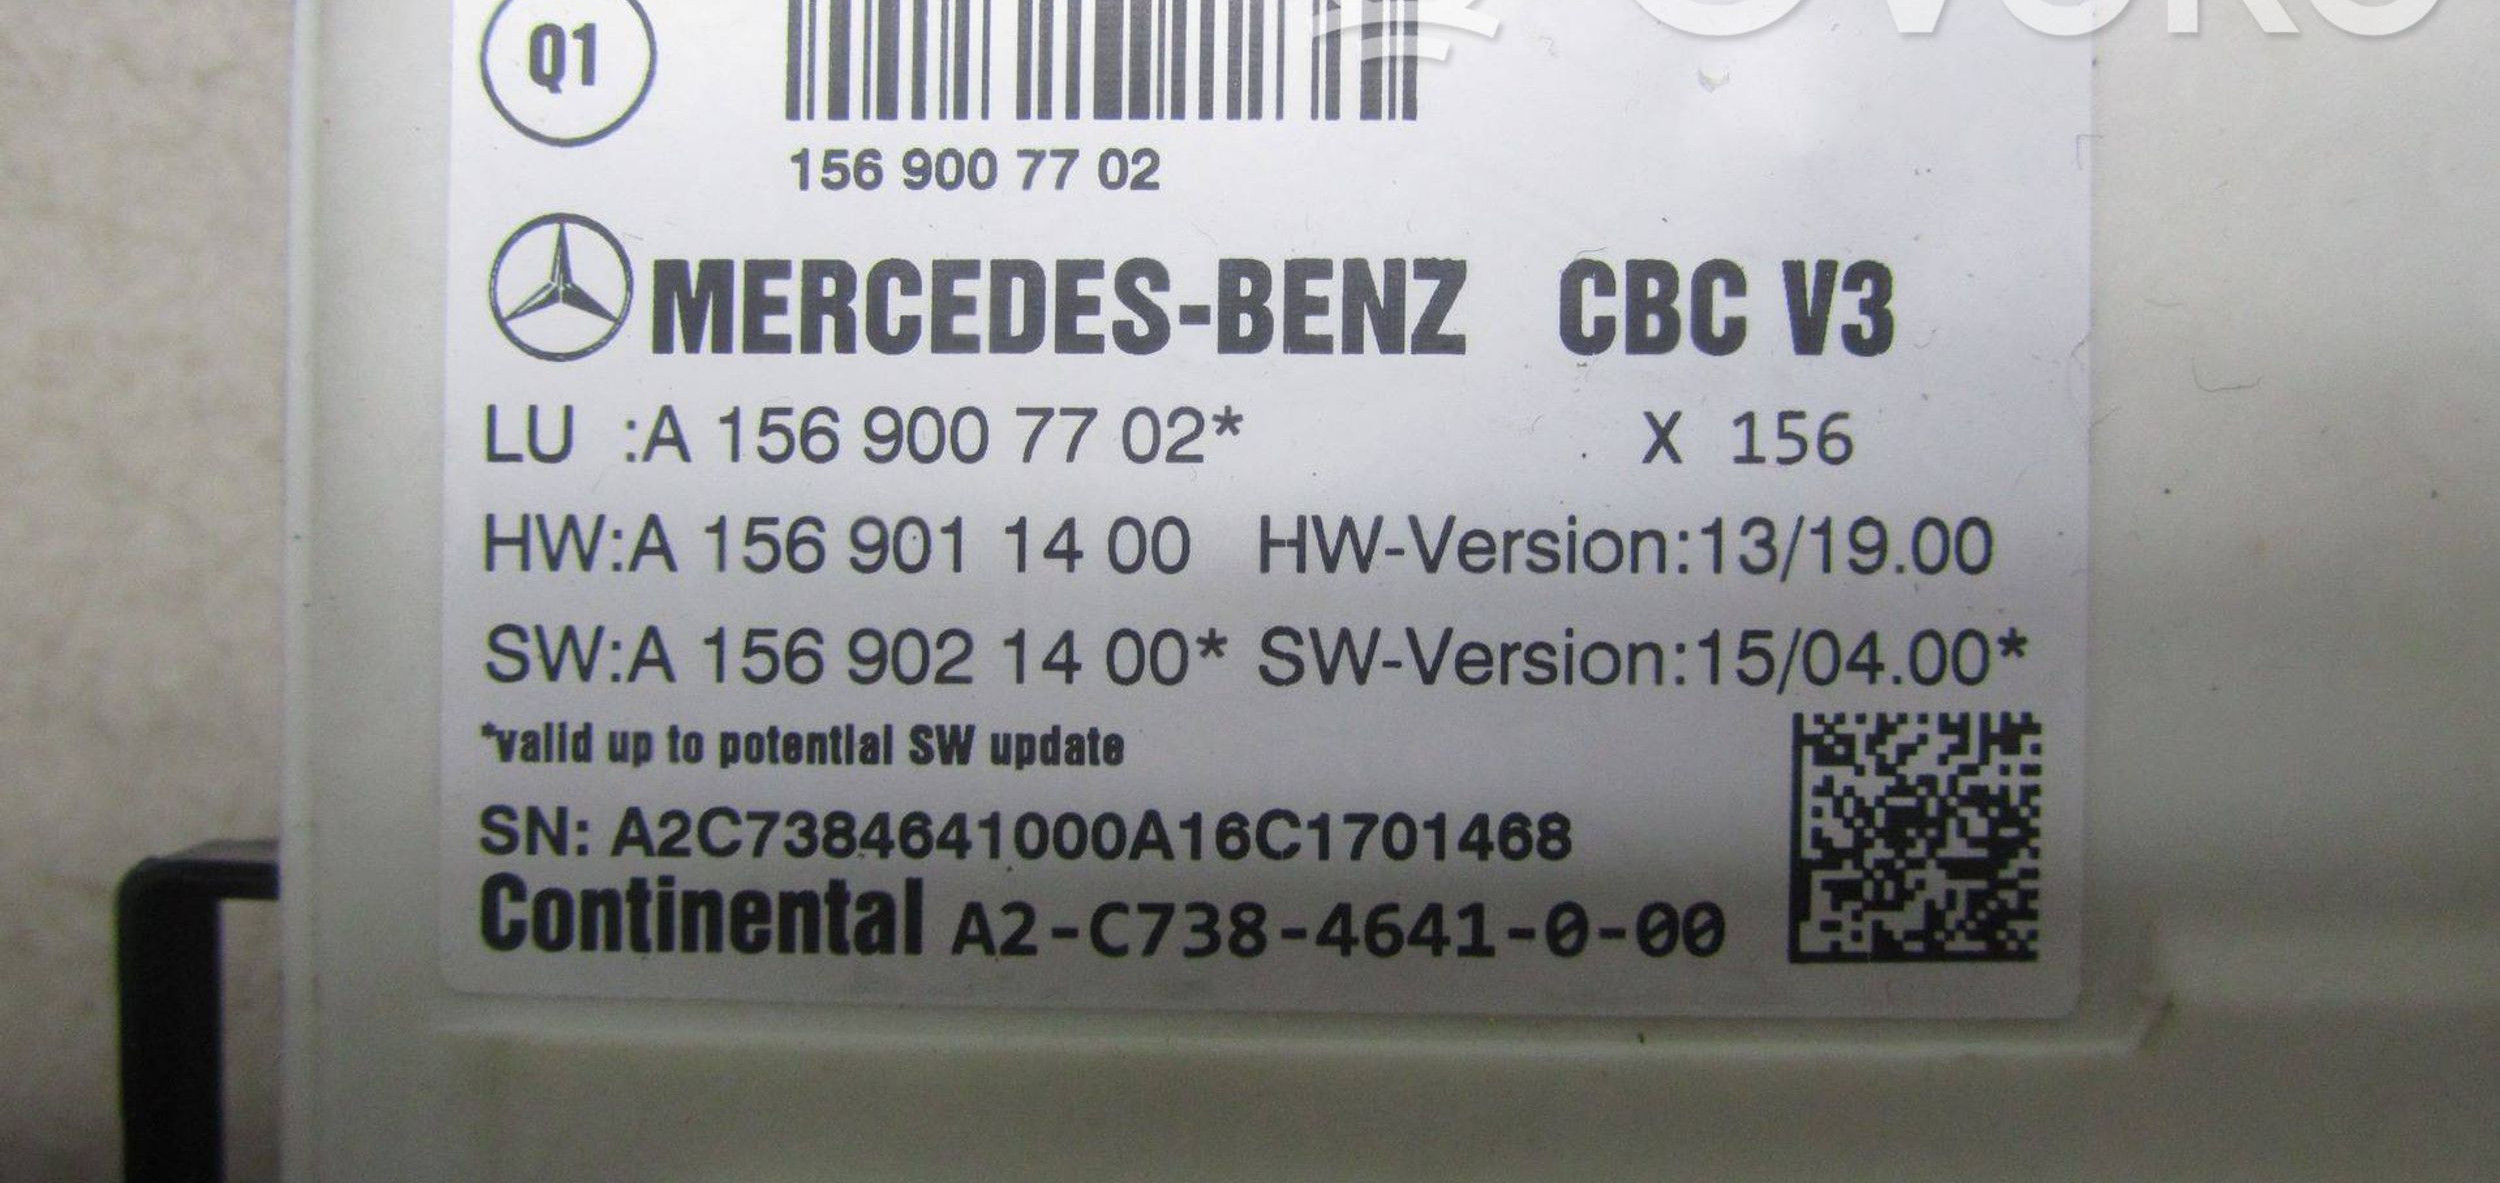 Q1
156 900 77 02
MERCEDES-BENZ CBC V3
LU :A 156 900 77 02* X 156
HW:A 156 901 14 00 HW-Version:13/19.00
SW:A 156 902 14 00* SW-Version:15/04.00*
*valid up to potential SW update
SN: A2C7384641000A16C1701468
Continental A2-C738-4641-0-00